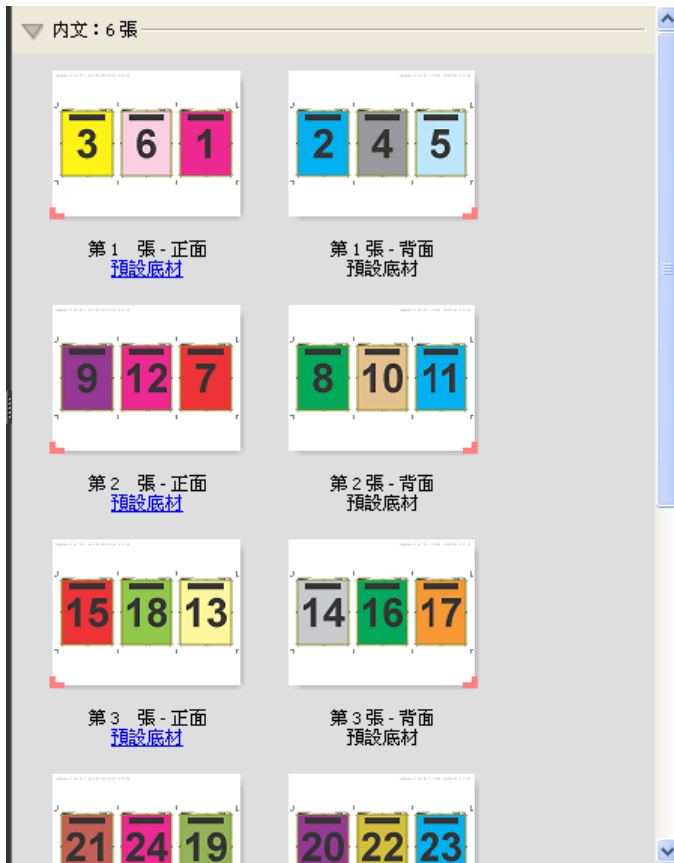 内文：6 張
3 6 1
2 4 5
第 1 張 - 正面
預設底材
第 1 張 - 背面
預設底材
9 12 7
8 10 11
第 2 張 - 正面
預設底材
第 2 張 - 背面
預設底材
15 18 13
14 16 17
第 3 張 - 正面
預設底材
第 3 張 - 背面
預設底材
21 24 19
20 22 23